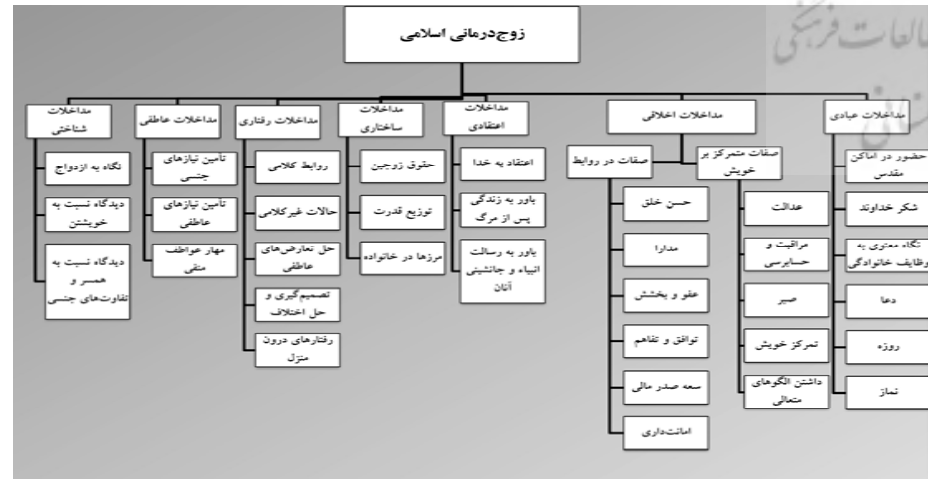 زوج‌درمانی اسلامی
مداخلات عبادی
حضور در اماکن
مقدس
شکر خداوند
نگاه معنوی به
وظایف خانوادگی
دعا
روزه
نماز
مداخلات اخلاقی
صفات متمرکز بر
خویش
عدالت
مراقبت و
حسابرسی
صبر
تمرکز خویش
داشتن الگوهای
متعالی
صفات در روابط
حسن خلق
مدارا
عفو و بخشش
توافق و تفاهم
سعه صدر مالی
امانت‌داری
مداخلات
اعتقادی
اعتقاد به خدا
باور به زندگی
پس از مرگ
باور به رسالت
انبیاء و جانشینی
آنان
مداخلات
ساختاری
حقوق زوجین
توزیع قدرت
مرزها در خانواده
مداخلات رفتاری
روابط کلامی
حالات غیرکلامی
حل تعارض‌های
عاطفی
تصمیم‌گیری و
حل اختلاف
رفتارهای درون
منزل
مداخلات عاطفی
تأمین نیازهای
جنسی
تأمین نیازهای
عاطفی
مهار عواطف
منفی
مداخلات
شناختی
نگاه به ازدواج
دیدگاه نسبت به
خویشتن
دیدگاه نسبت به
همسر و
تفاوت‌های جنسی